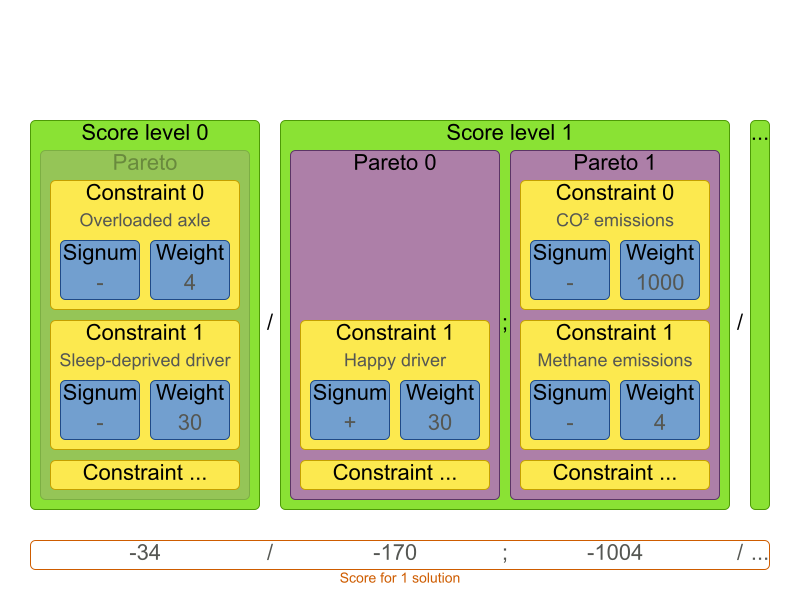 Score level 0
Pareto
Constraint 0
Overloaded axle
Signum
-
Weight
4
Constraint 1
Sleep-deprived driver
Signum
-
Weight
30
Constraint ...
/
Score level 1
Pareto 0
Constraint 1
Happy driver
Signum
+
Weight
30
Constraint ...
;
Pareto 1
Constraint 0
CO² emissions
Signum
-
Weight
1000
Constraint 1
Methane emissions
Signum
-
Weight
4
Constraint ...
/
...
-34 / -170 ; -1004 / ...
Score for 1 solution